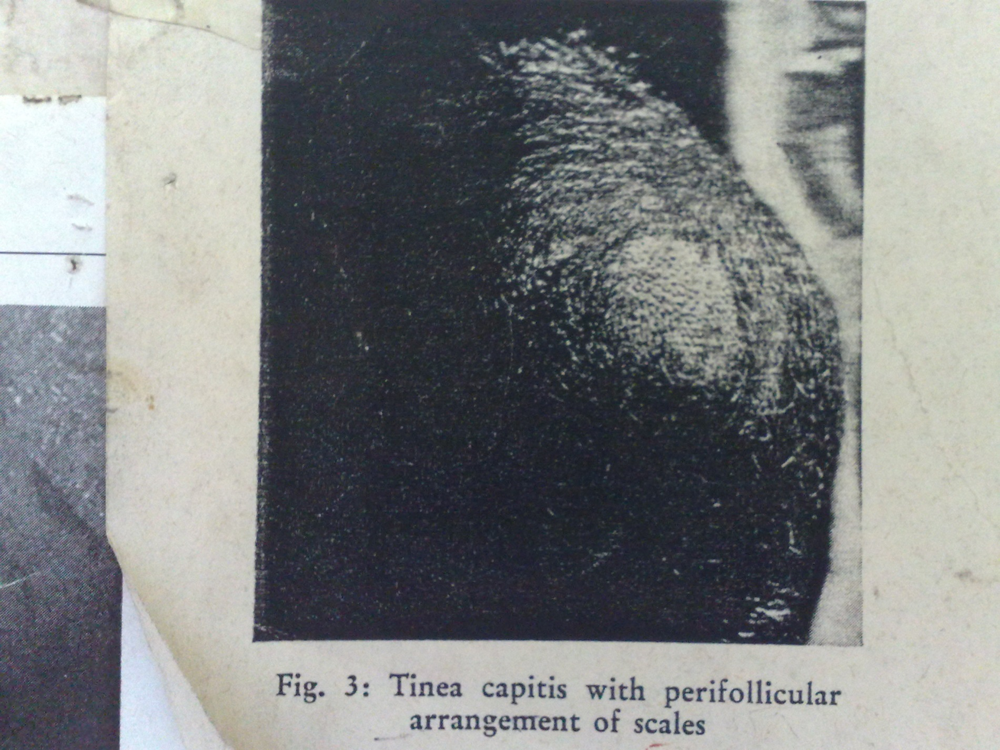 Fig. 3: Tinea capitis with perifollicular
arrangement of scales